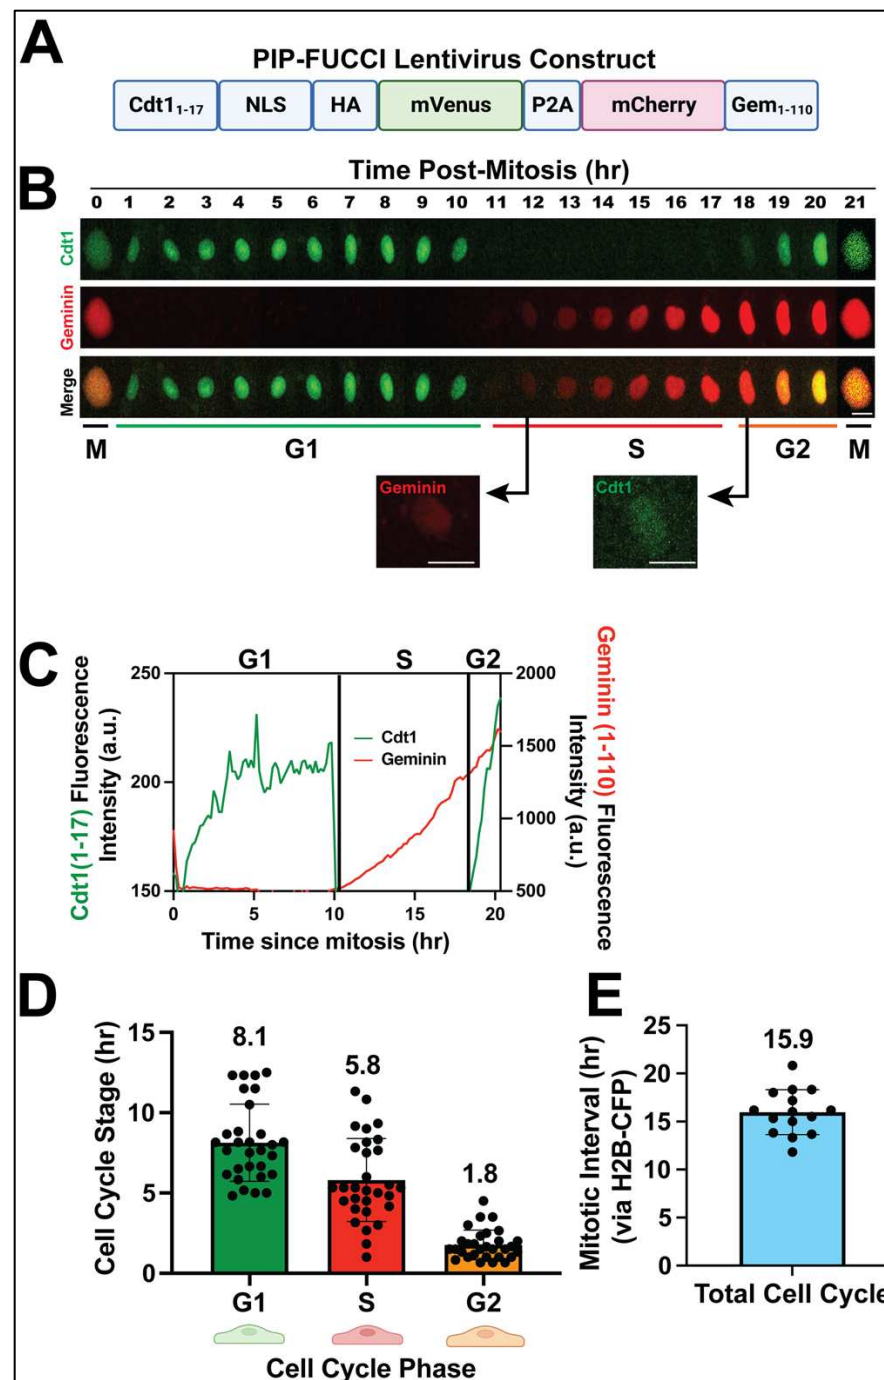 A
PIP-FUCCI Lentivirus Construct
Cdt1₁₋₁₇ NLS HA mVenus P2A mCherry Gem₁₋₁₁₀
B
Time Post-Mitosis (hr)
0 1 2 3 4 5 6 7 8 9 10 11 12 13 14 15 16 17 18 19 20 21
Cdt1
Geminin
Merge
M G1 S G2 M
Geminin
Cdt1
C
G1 S G2
Cdt1(1-17) Fluorescence
Intensity (a.u.)
250
200
150
Cdt1
Geminin
2000
1500
1000
500
Geminin (1-110) Fluorescence
Intensity (a.u.)
0 5 10 15 20
Time since mitosis (hr)
D
Cell Cycle Stage (hr)
15
10
5
0
8.1
5.8
1.8
G1 S G2
Cell Cycle Phase
E
Mitotic Interval (hr)
(via H2B-CFP)
25
20
15
10
5
0
15.9
Total Cell Cycle